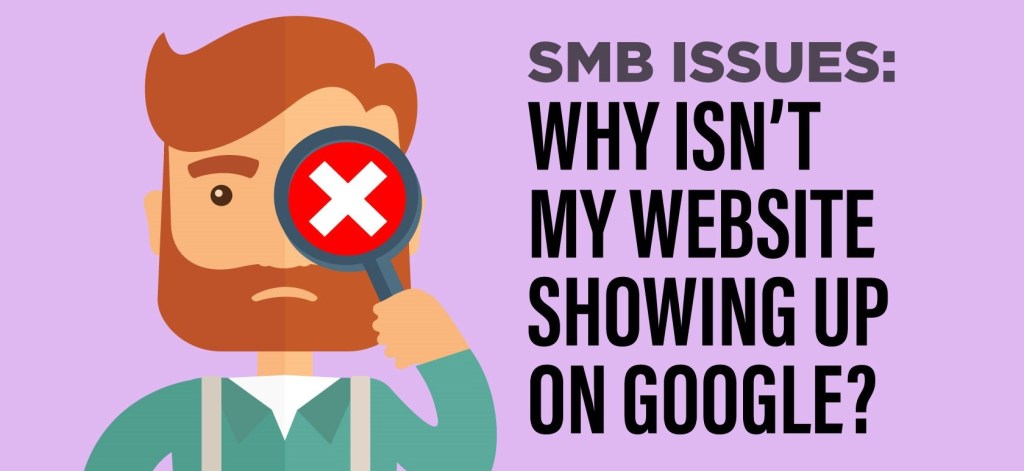 SMB ISSUES:
WHY ISN'T
MY WEBSITE
SHOWING UP
ON GOOGLE?